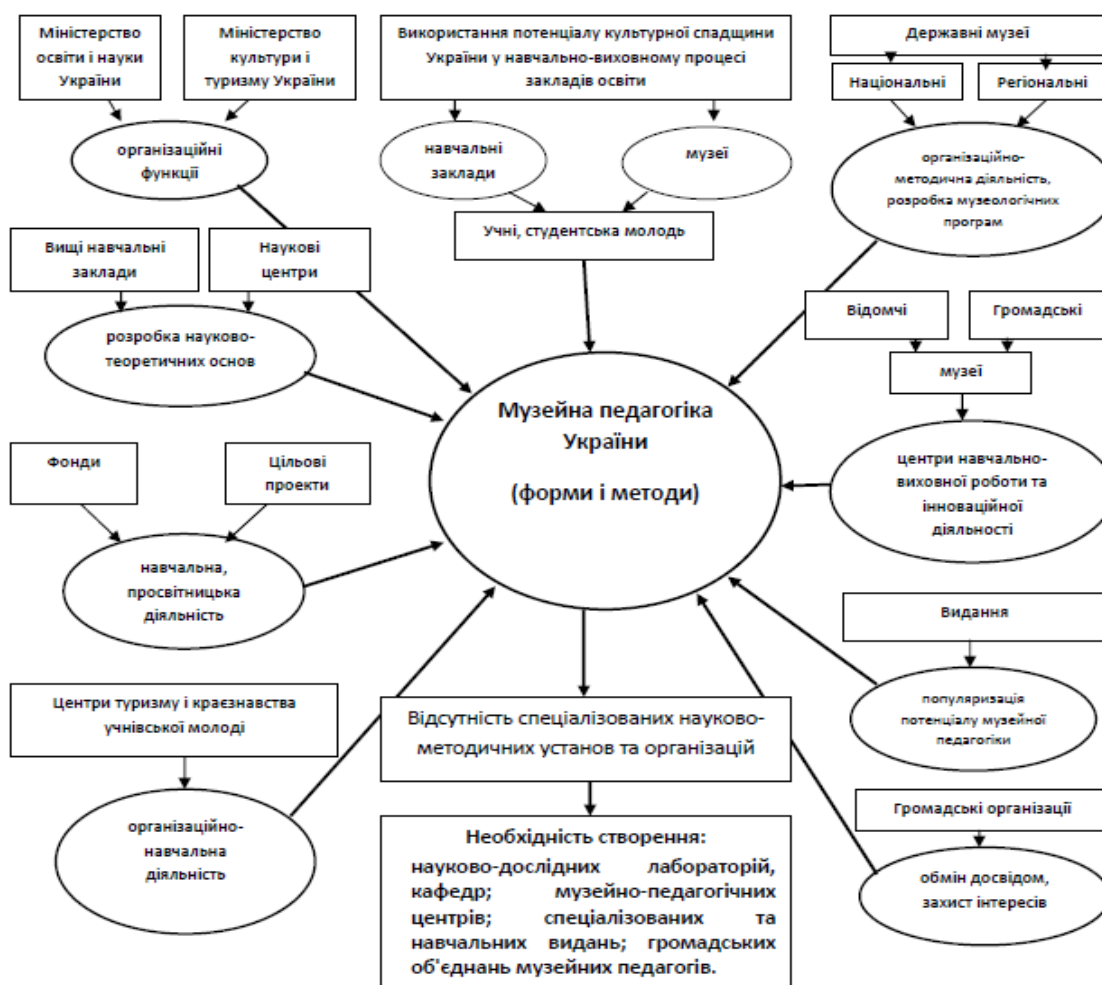 Міністерство
освіти і науки
України
Міністерство
культури і
туризму України
Використання потенціалу культурної спадщини
України у навчально-виховному процесі
закладів освіти
Державні музеї
Національні
Регіональні
організаційні
функції
навчальні
заклади
музеї
організаційно-
методична діяльність,
розробка музеологічних
програм
Учні, студентська молодь
Вищі навчальні
заклади
Наукові
центри
розробка науково-
теоретичних основ
Відомчі
Громадські
музеї
Музейна педагогіка
України
(форми і методи)
Фонди
Цільові
проекти
центри навчально-
виховної роботи та
інноваційної
діяльності
навчальна,
просвітницька
діяльність
Видання
популяризація
потенціалу музейної
педагогіки
Центри туризму і краєзнавства
учнівської молоді
Відсутність спеціалізованих науково-
методичних установ та організацій
організаційно-
навчальна
діяльність
Громадські організації
обмін досвідом,
захист інтересів
Необхідність створення:
науково-дослідних лабораторій,
кафедр; музейно-педагогічних
центрів; спеціалізованих та
навчальних видань; громадських
об'єднань музейних педагогів.